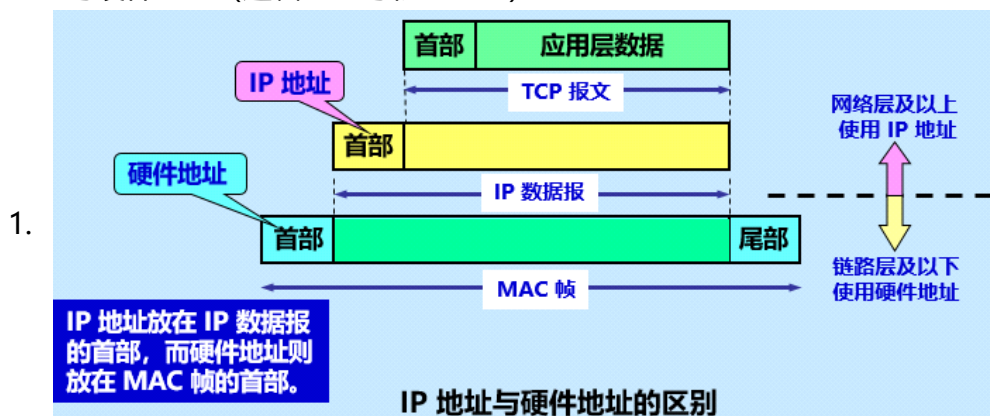 首部 应用层数据
IP 地址
TCP 报文
网络层及以上
使用 IP 地址
首部
硬件地址
IP 数据报
1.
首部 尾部
MAC 帧
链路层及以下
使用硬件地址
IP 地址放在 IP 数据报
的首部，而硬件地址则
放在 MAC 帧的首部。
IP 地址与硬件地址的区别